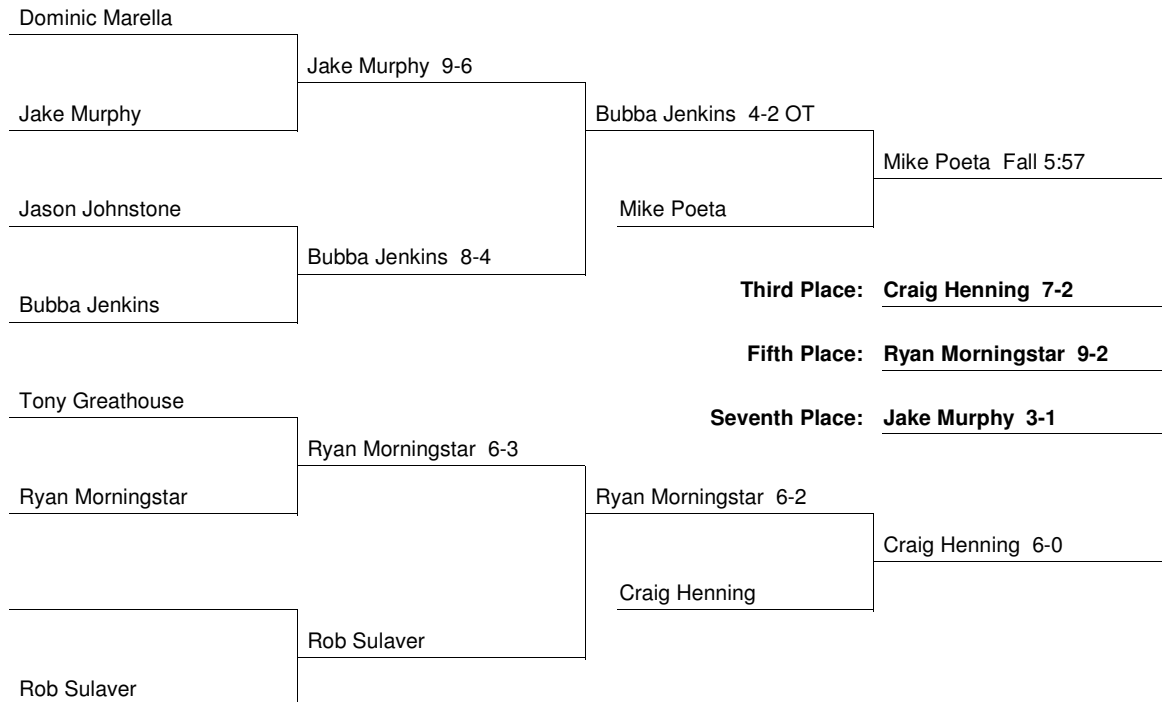 Dominic Marella
Jake Murphy 9-6
Jake Murphy
Bubba Jenkins 4-2 OT
Mike Poeta Fall 5:57
Jason Johnstone
Mike Poeta
Bubba Jenkins 8-4
Third Place: Craig Henning 7-2
Bubba Jenkins
Fifth Place: Ryan Morningstar 9-2
Tony Greathouse
Seventh Place: Jake Murphy 3-1
Ryan Morningstar 6-3
Ryan Morningstar
Ryan Morningstar 6-2
Craig Henning 6-0
Craig Henning
Rob Sulaver
Rob Sulaver